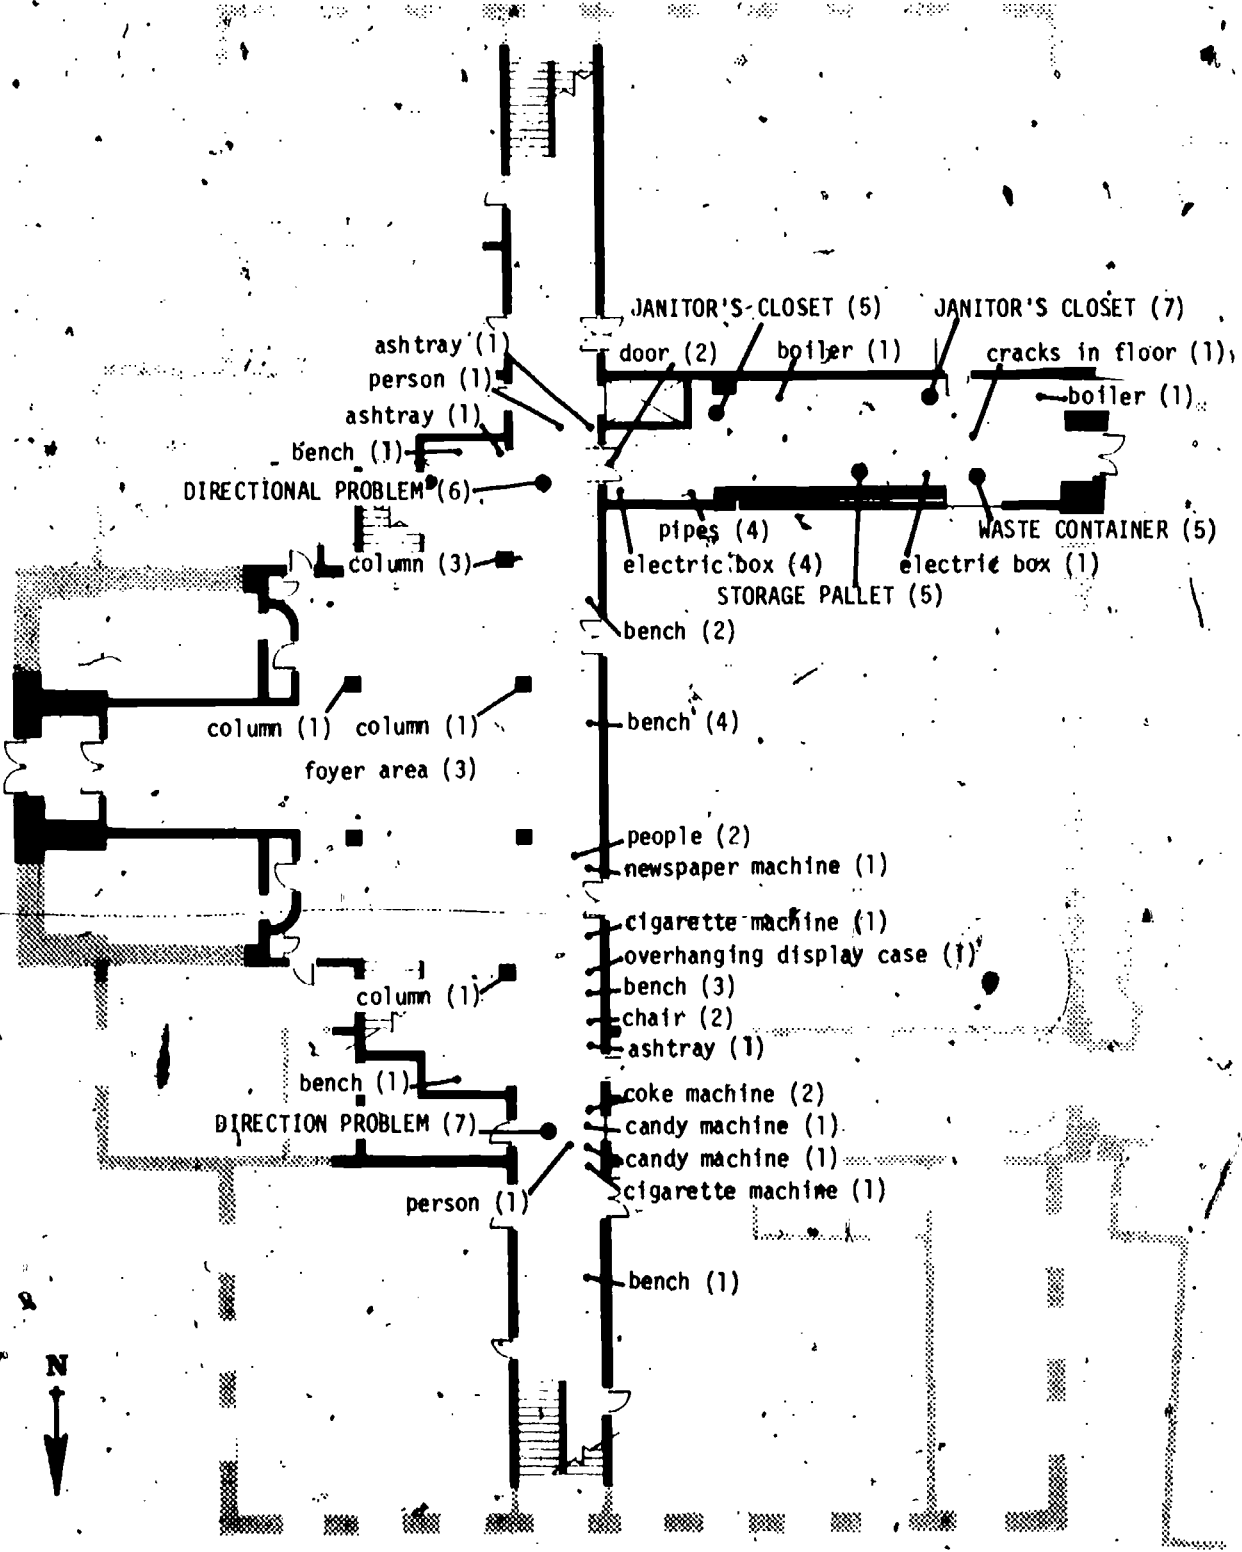 JANITOR'S CLOSET (5)
JANITOR'S CLOSET (7)
ashtray (1)
door (2)
boiler (1)
cracks in floor (1)
person (1)
boiler (1)
ashtray (1)
bench (1)
DIRECTIONAL PROBLEM (6)
pipes (4)
WASTE CONTAINER (5)
column (3)
electric box (4)
electric box (1)
STORAGE PALLET (5)
bench (2)
column (1)
column (1)
bench (4)
foyer area (3)
people (2)
newspaper machine (1)
cigarette machine (1)
overhanging display case (1)
bench (3)
column (1)
chair (2)
ashtray (1)
bench (1)
coke machine (2)
DIRECTION PROBLEM (7)
candy machine (1)
candy machine (1)
cigarette machine (1)
person (1)
bench (1)
N